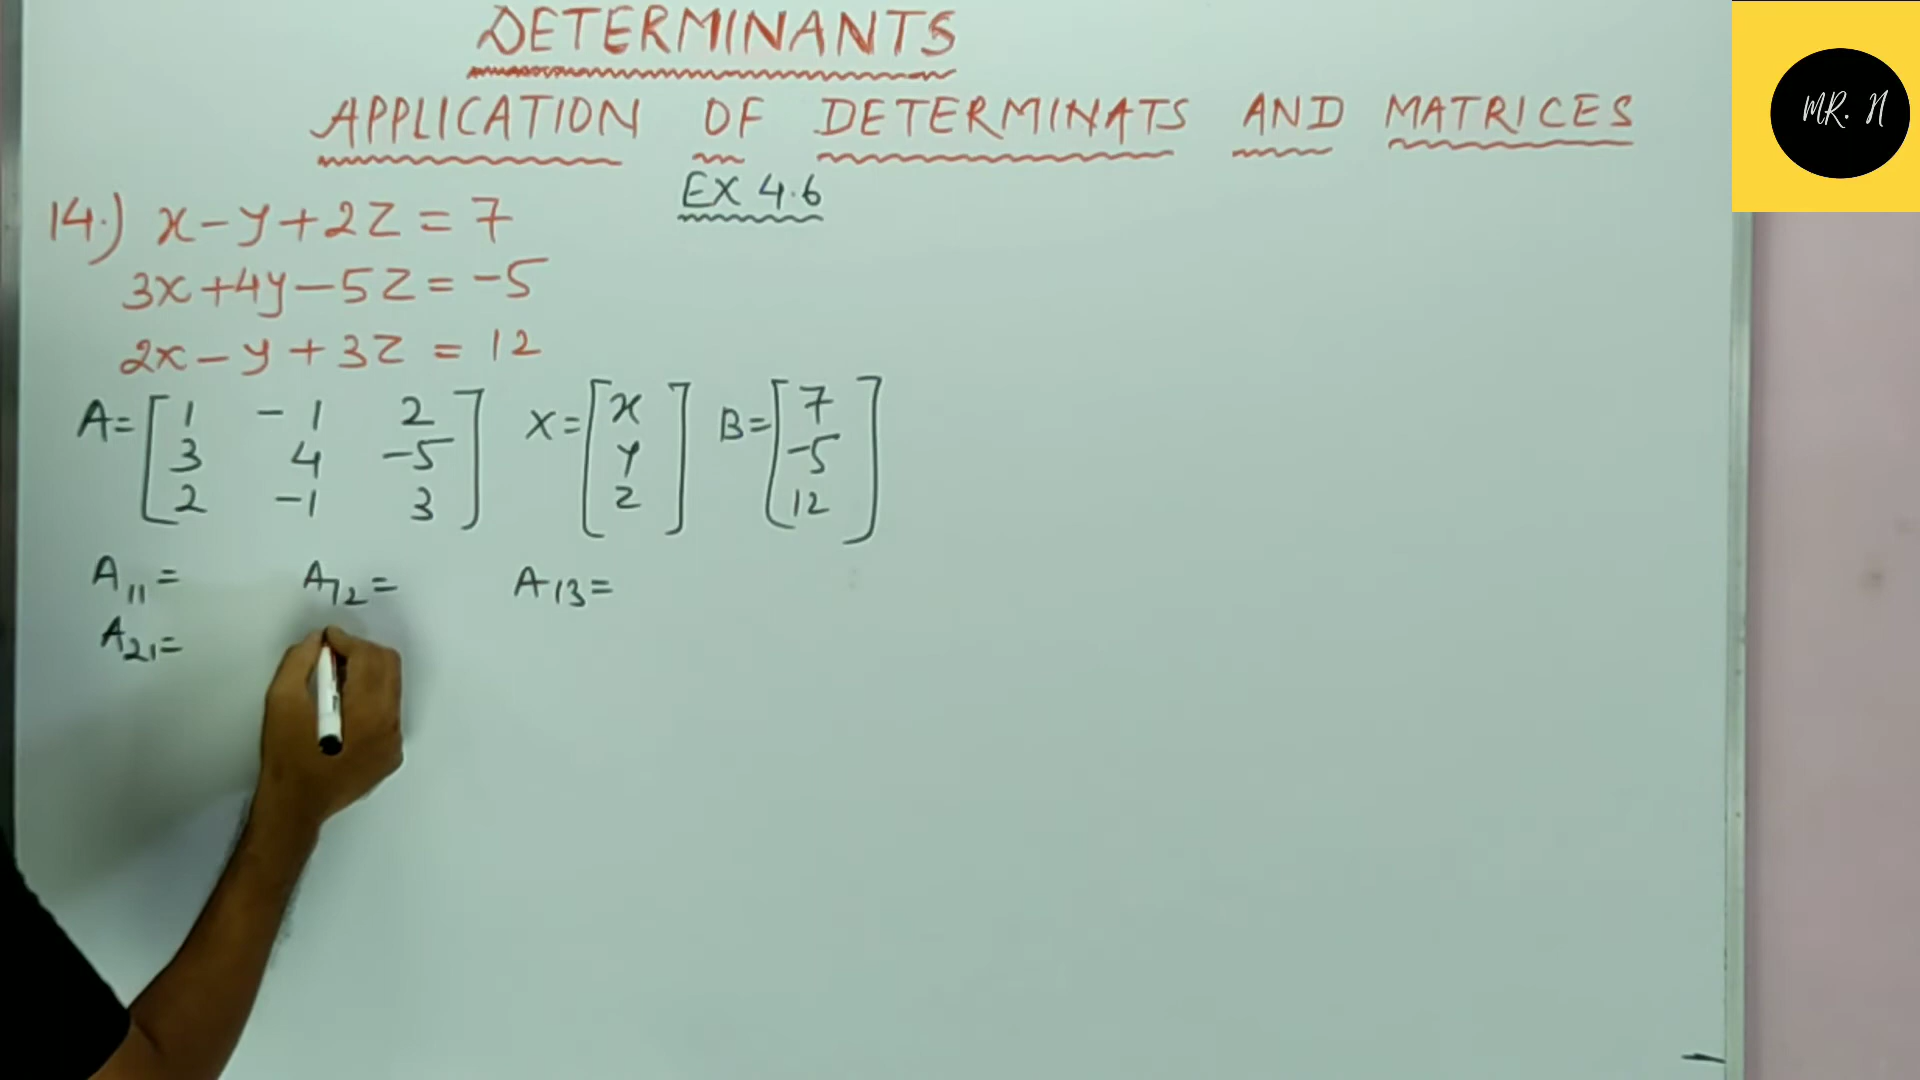 DETERMINANTS
APPLICATION OF DETERMINATS AND MATRICES
MR. N
EX 4.6
14.) x-y+2z=7
3x+4y-5z=-5
2x-y+3z=12
A=[1 -1 2 X=[x] B=[7]
3 4 -5 y -5
2 -1 3] z 12
A11= A12= A13=
A21=